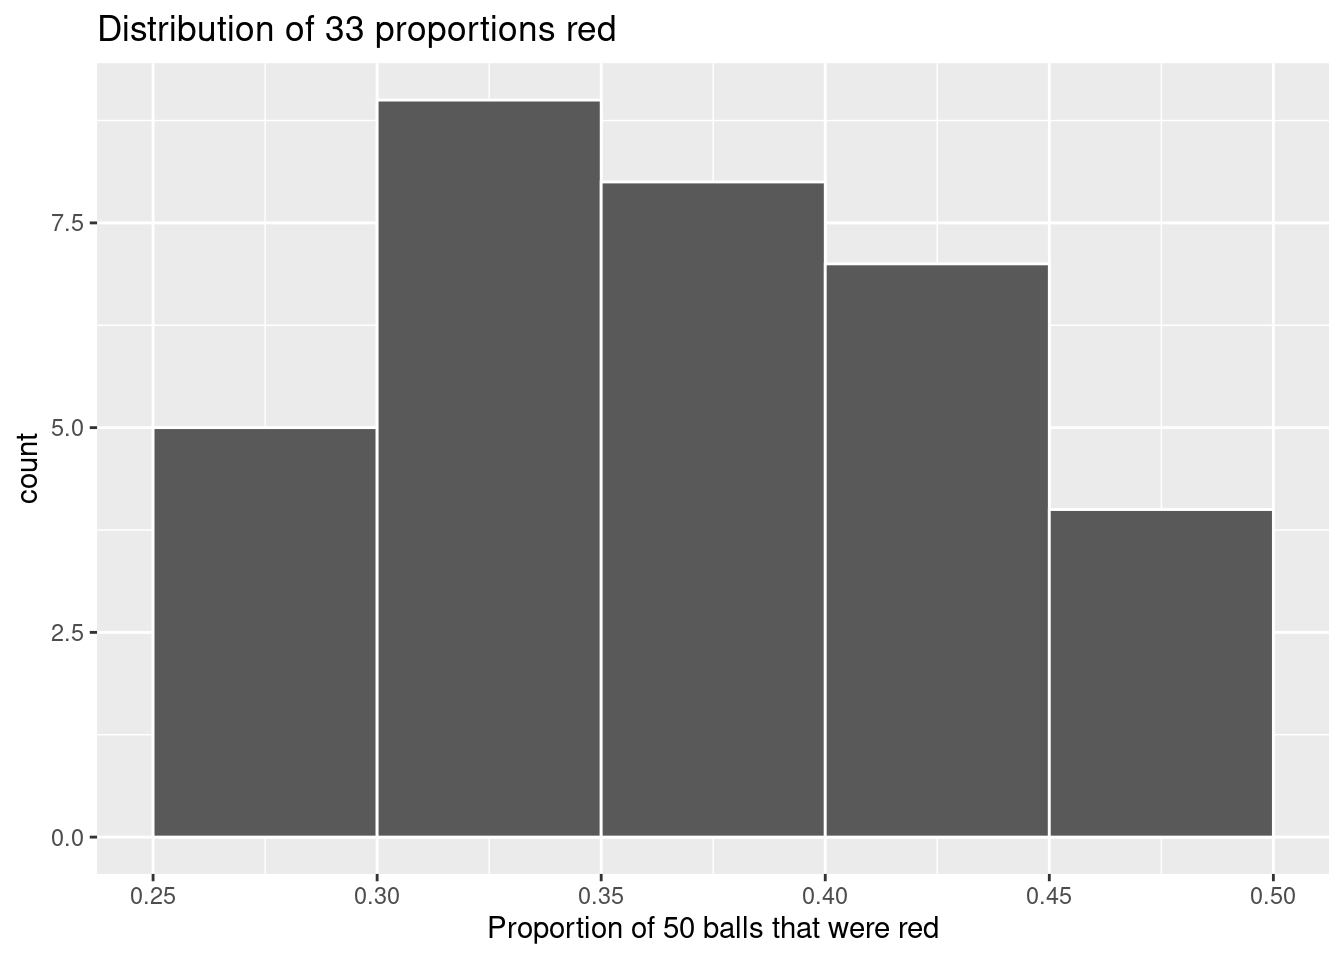 Distribution of 33 proportions red
7.5
5.0
2.5
0.0
count
0.25 0.30 0.35 0.40 0.45 0.50
Proportion of 50 balls that were red